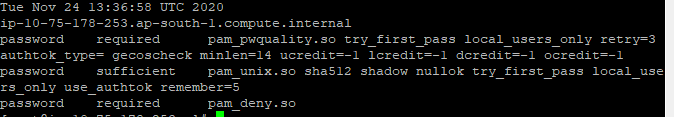 Tue Nov 24 13:36:58 UTC 2020
ip-10-75-178-253.ap-south-1.compute.internal
password    required      pam_pwquality.so try_first_pass local_users_only retry=3
authtok_type= gecoscheck minlen=14 ucredit=-1 lcredit=-1 dcredit=-1 ocredit=-1
password    sufficient    pam_unix.so sha512 shadow nullok try_first_pass local_use
rs_only use_authtok remember=5
password    required      pam_deny.so